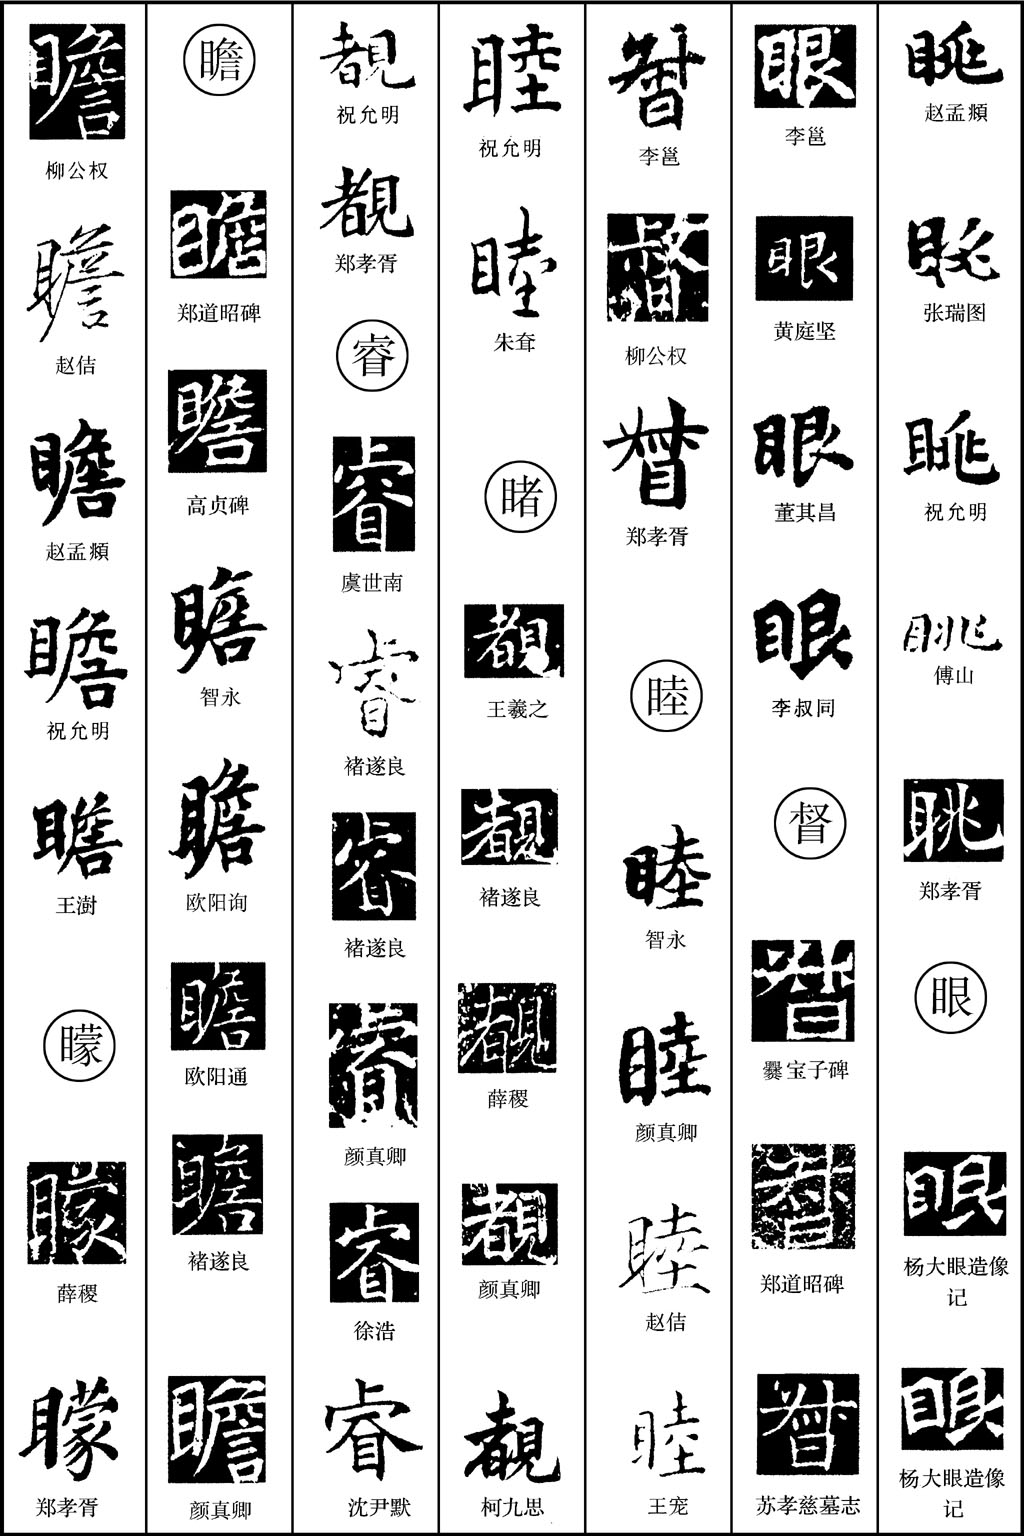 眺
赵孟頫
眺
张瑞图
眺
祝允明
眺
傅山
眺
郑孝胥
眼
眼
杨大眼造像
记
眼
杨大眼造像
记
眼
李邕
眼
黄庭坚
眼
董其昌
眼
李叔同
督
督
爨宝子碑
督
郑道昭碑
督
苏孝慈墓志
督
李邕
督
柳公权
督
郑孝胥
睦
睦
智永
睦
颜真卿
睦
赵佶
睦
王宠
睦
祝允明
睦
朱耷
睹
覩
王羲之
覩
褚遂良
覩
薛稷
覩
颜真卿
覩
柯九思
覩
祝允明
覩
郑孝胥
睿
睿
虞世南
睿
褚遂良
睿
褚遂良
睿
颜真卿
睿
徐浩
睿
沈尹默
瞻
瞻
郑道昭碑
瞻
高贞碑
瞻
智永
瞻
欧阳询
瞻
欧阳通
瞻
褚遂良
瞻
颜真卿
瞻
柳公权
瞻
赵佶
瞻
赵孟頫
瞻
祝允明
瞻
王澍
矇
矇
薛稷
矇
郑孝胥